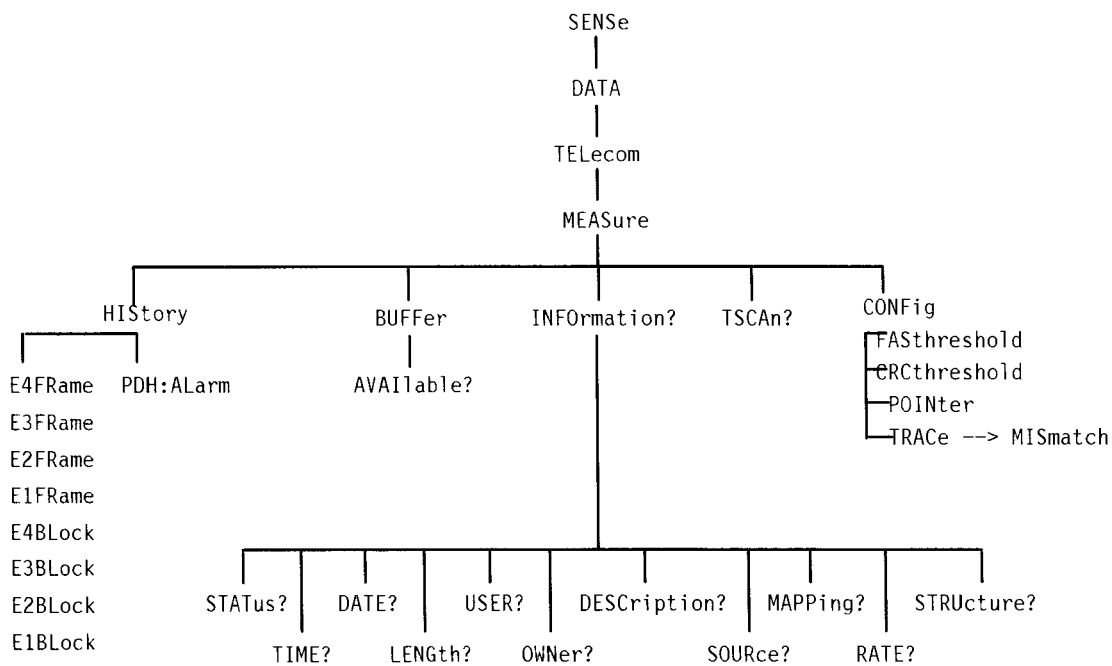 SENSe
DATA
TELecom
MEASure
HIStory BUFFer INFOrmation? TSCAn? CONFig
FASthreshold
CRCthreshold
POINter
TRACe --> MISmatch
E4FRame PDH:ALarm AVAIlable?
E3FRame
E2FRame
E1FRame
E4BLock
E3BLock
E2BLock
E1BLock
STATus? DATE? USER? DESCription? MAPPing? STRUcture?
TIME? LENGth? OWNer? SOURce? RATE?